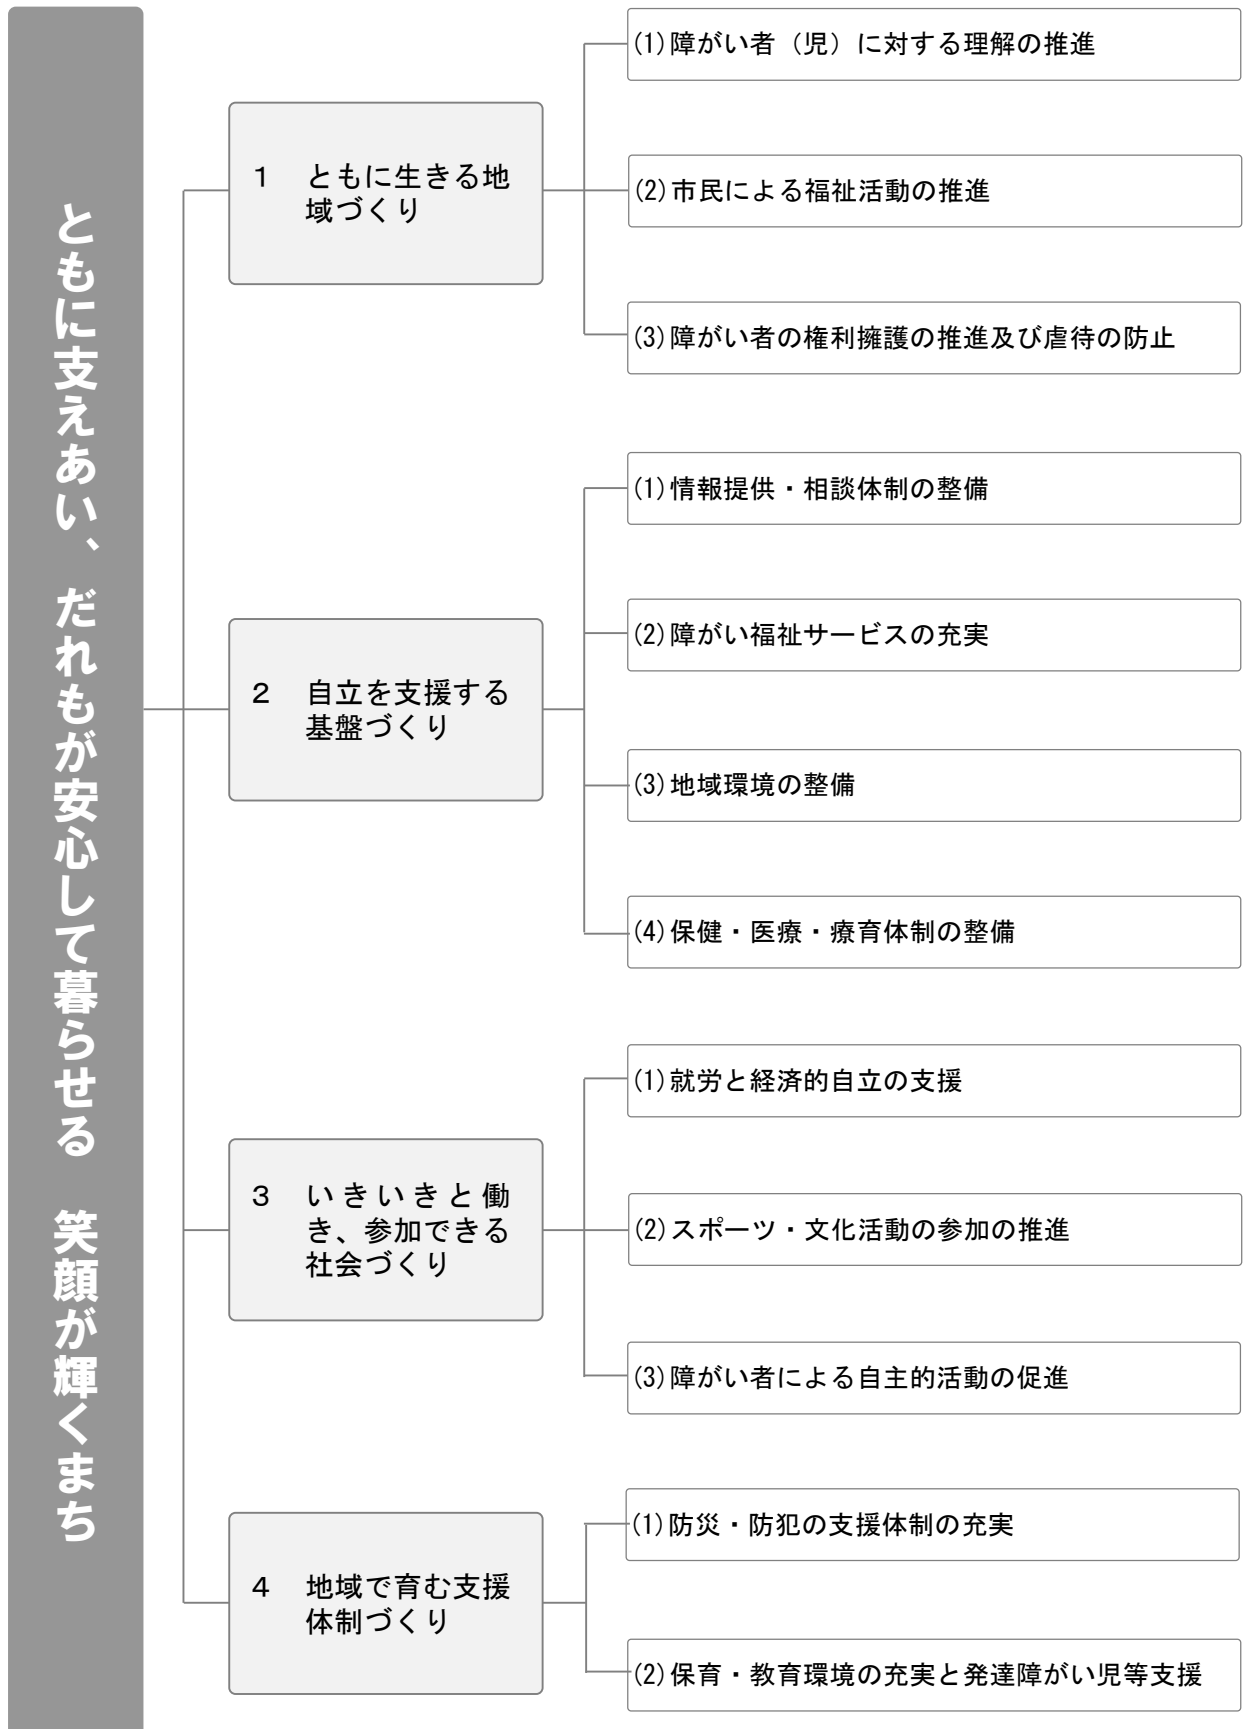 ともに支えあい、だれもが安心して暮らせる　笑顔が輝くまち
1　ともに生きる地
域づくり
(1)障がい者（児）に対する理解の推進
(2)市民による福祉活動の推進
(3)障がい者の権利擁護の推進及び虐待の防止
2　自立を支援する
基盤づくり
(1)情報提供・相談体制の整備
(2)障がい福祉サービスの充実
(3)地域環境の整備
(4)保健・医療・療育体制の整備
3　いきいきと働
き、参加できる
社会づくり
(1)就労と経済的自立の支援
(2)スポーツ・文化活動の参加の推進
(3)障がい者による自主的活動の促進
4　地域で育む支援
体制づくり
(1)防災・防犯の支援体制の充実
(2)保育・教育環境の充実と発達障がい児等支援